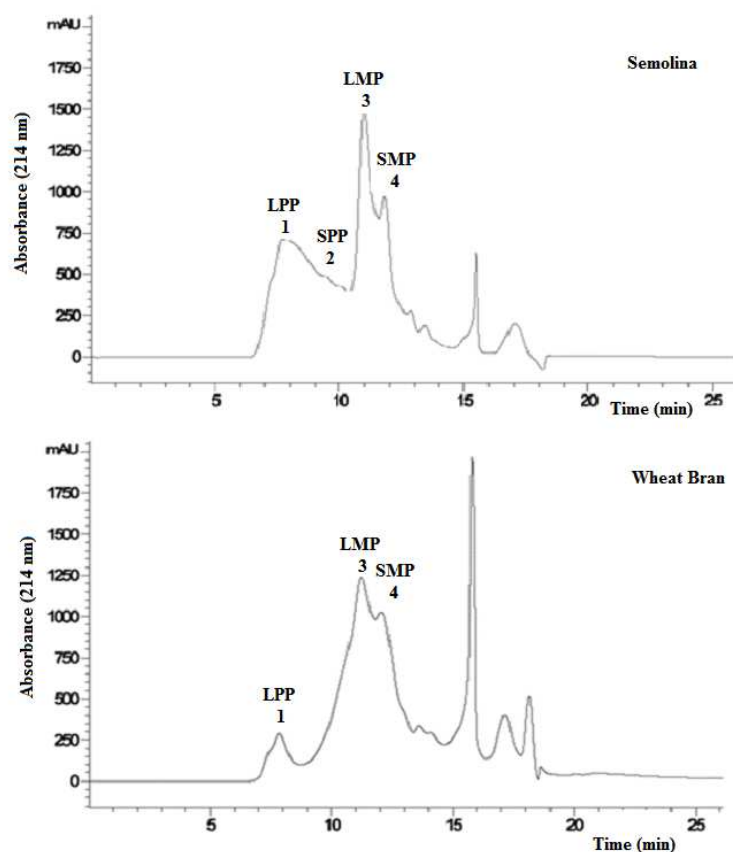 mAU
1750
1500
1250
1000
750
500
250
0
Absorbance (214 nm)
Semolina
LMP
3
SMP
4
LPP
1
SPP
2
5
10
15
20
25
Time (min)
mAU
1750
1500
1250
1000
750
500
250
0
Absorbance (214 nm)
Wheat Bran
LMP
3
SMP
4
LPP
1
5
10
15
20
25
Time (min)